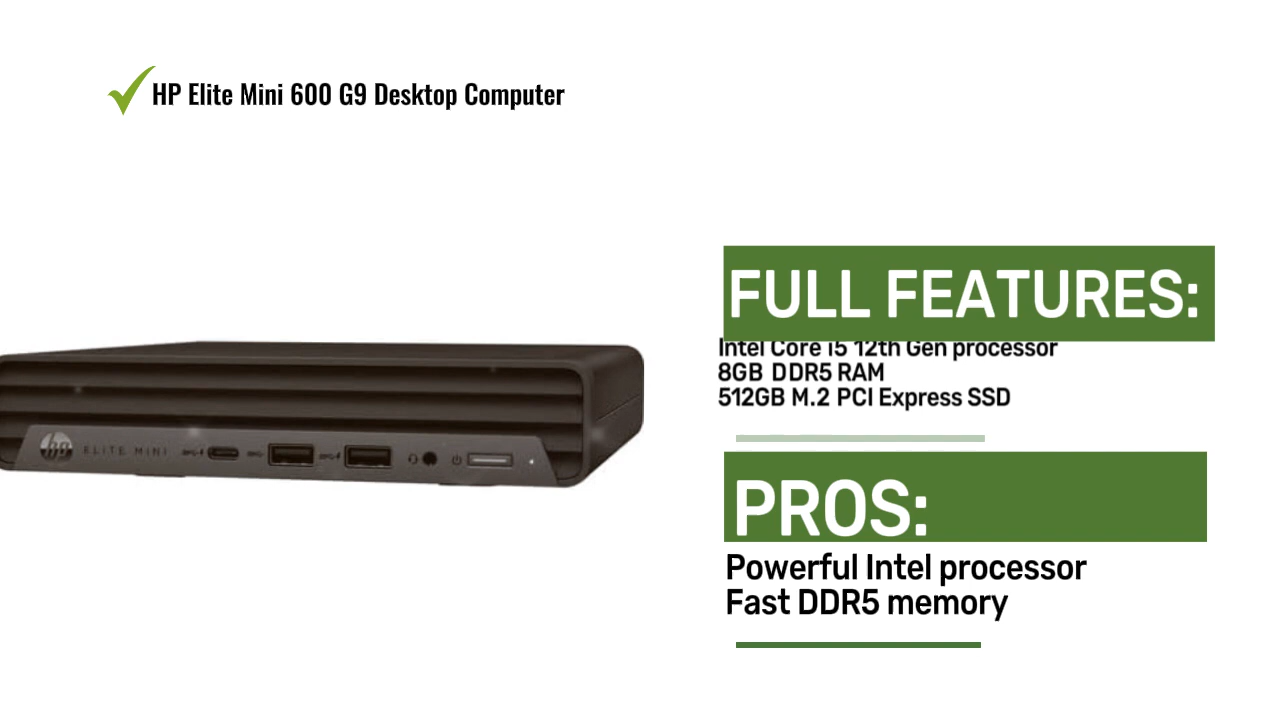 HP Elite Mini 600 G9 Desktop Computer
FULL FEATURES:
Intel Core i5 12th Gen processor
8GB DDR5 RAM
512GB M.2 PCI Express SSD
hp ELITE MINI
PROS:
Powerful Intel processor
Fast DDR5 memory